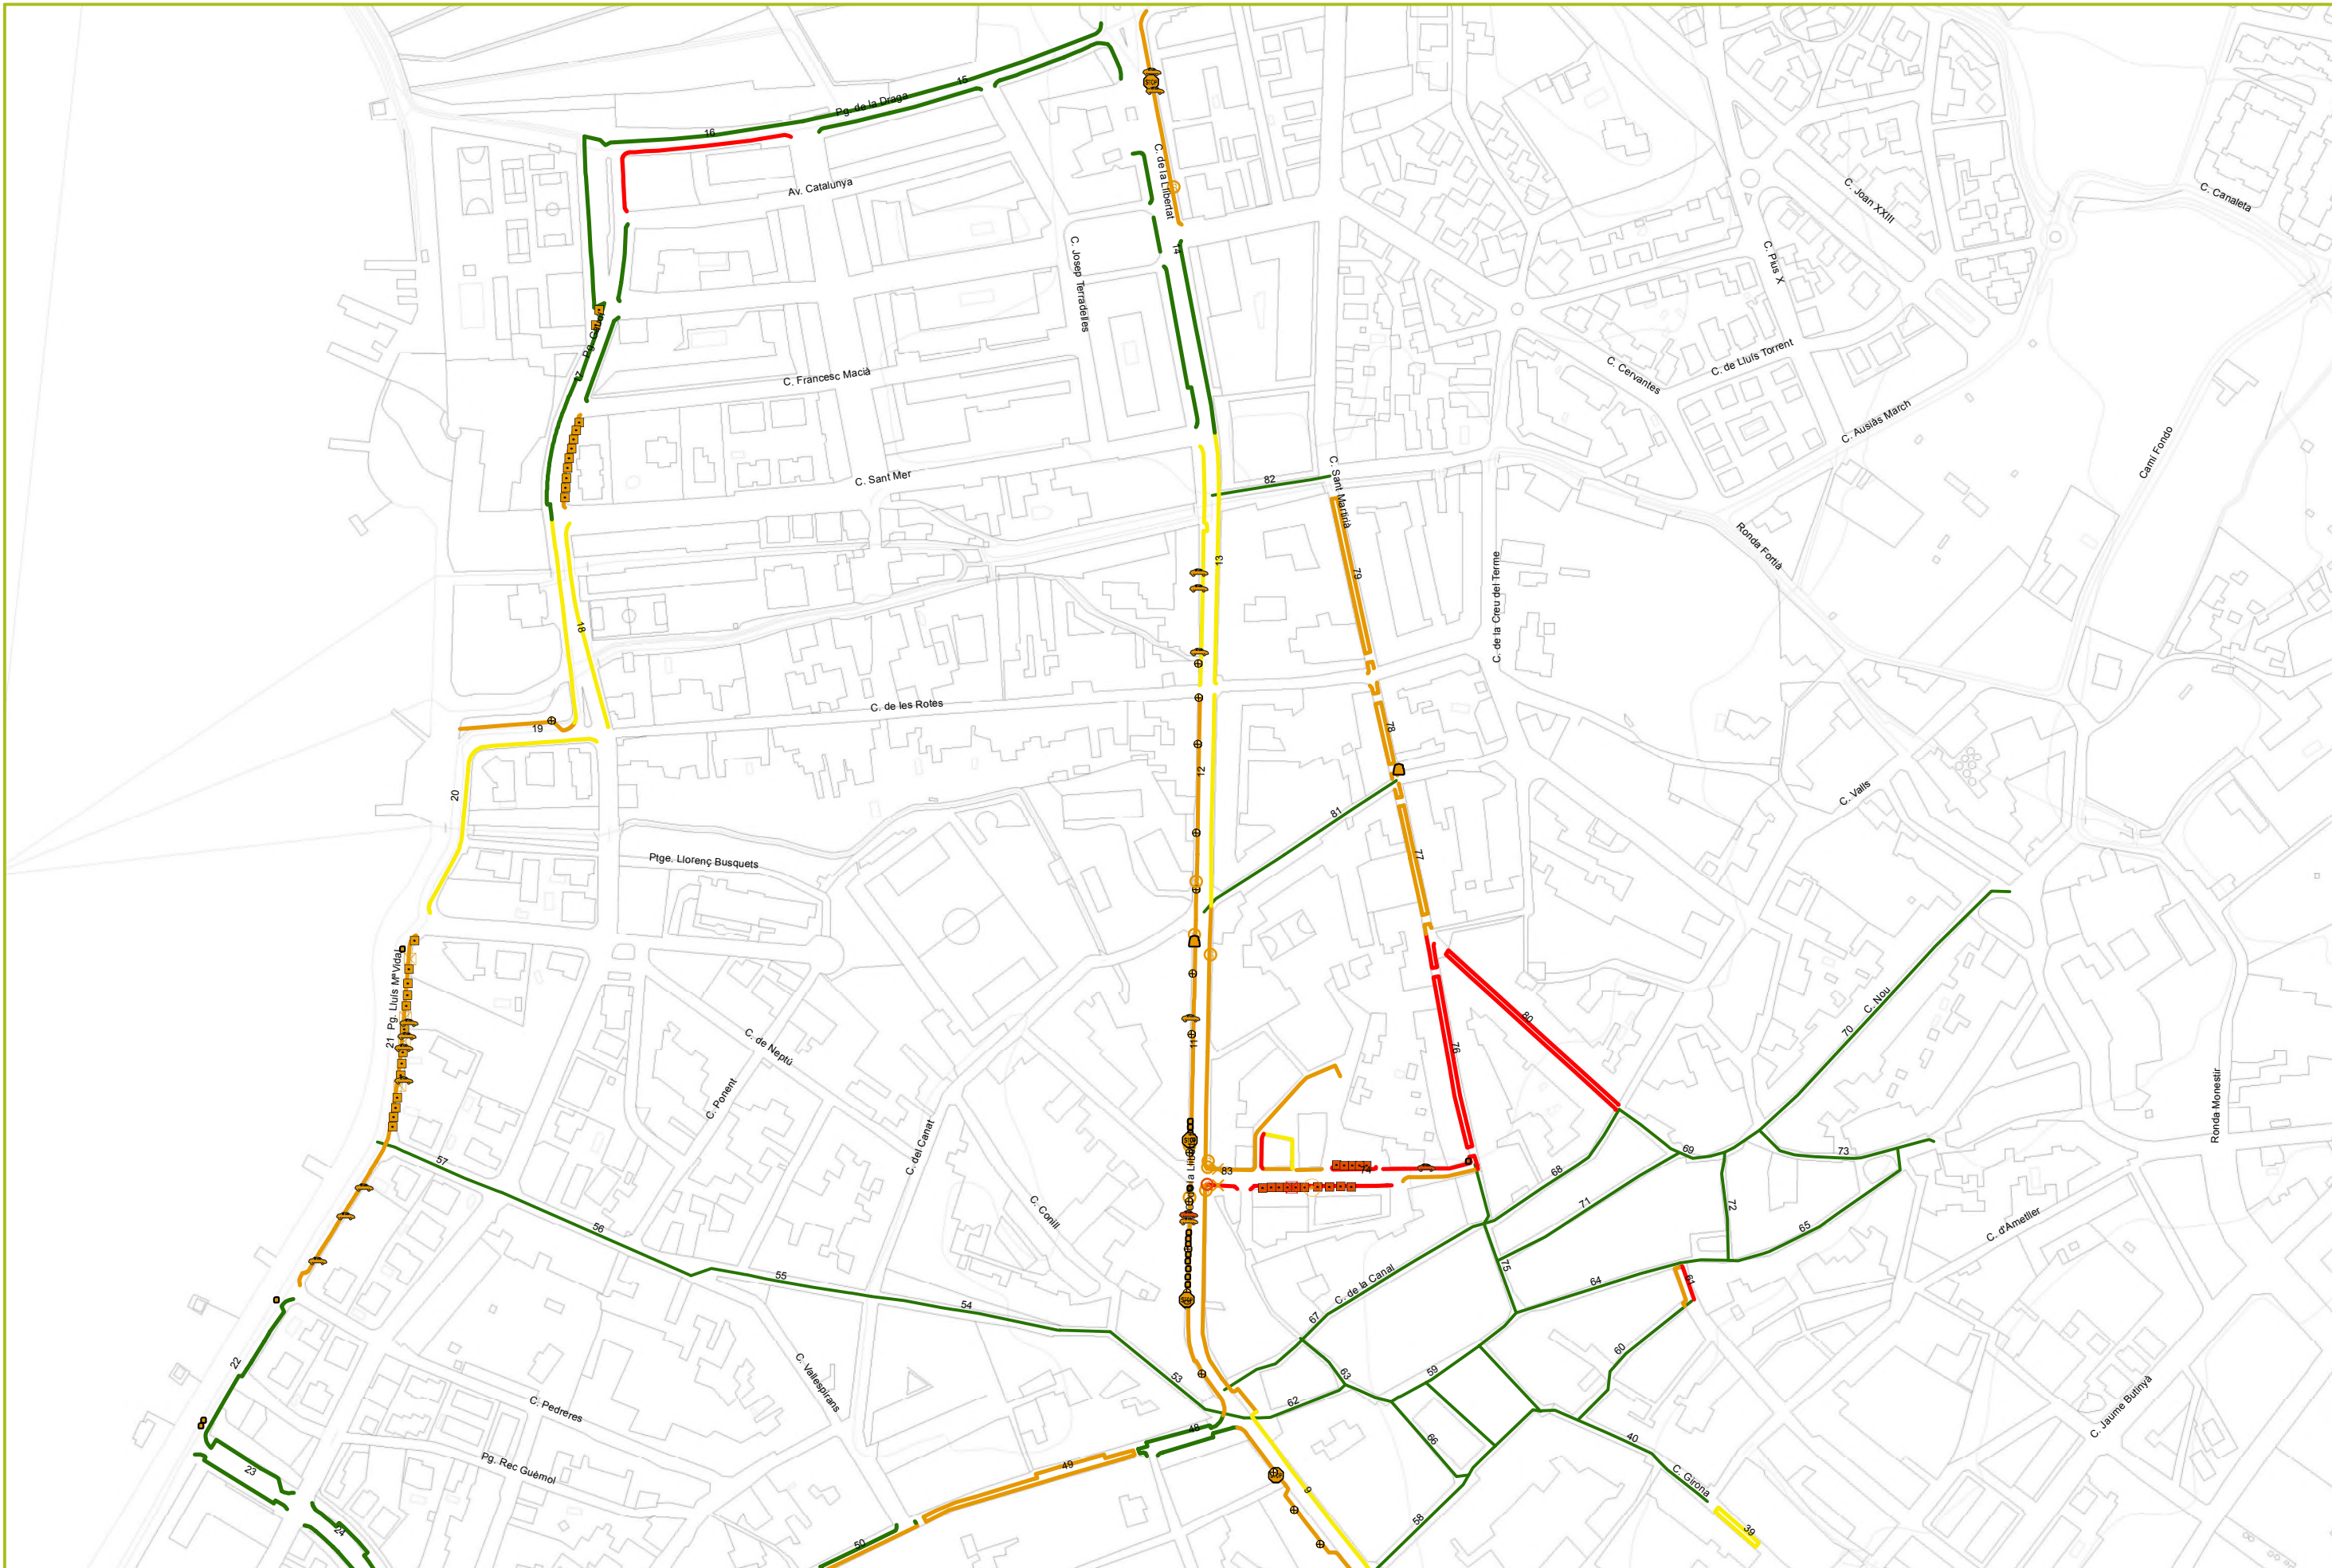 15
Pg. de la Draga
16
C. de la Llibertat
Av. Catalunya
C. Joan XXIII
C. Canaleta
C. Josep Terradelles
14
C. Pius X
C. Francesc Macià
C. Cervantes
C. de Lluís Torrent
C. Ausiàs March
Camí Fondo
C. Sant Mer
82
C. Sant Martirià
Ronda Fortià
13
79
C. de la Creu del Terme
18
19
C. de les Rotes
78
12
20
81
C. Valls
77
Ptge. Llorenç Busquets
21
Pg. Lluís MªVidal
C. Nou
70
80
C. de Neptú
11
76
C. Ponent
Ronda Monestir
C. del Canat
57
83
74
69
73
68
71
72
C. Conill
56
65
C. d'Ametller
55
75
64
61
C. de la Canal
54
67
60
22
53
63
59
C. Vallespirans
62
C. Pedreres
C. Jaume Butinyà
48
66
40
49
Pg. Rec Guèmol
23
C. Girona
9
58
39
24
50
STOP